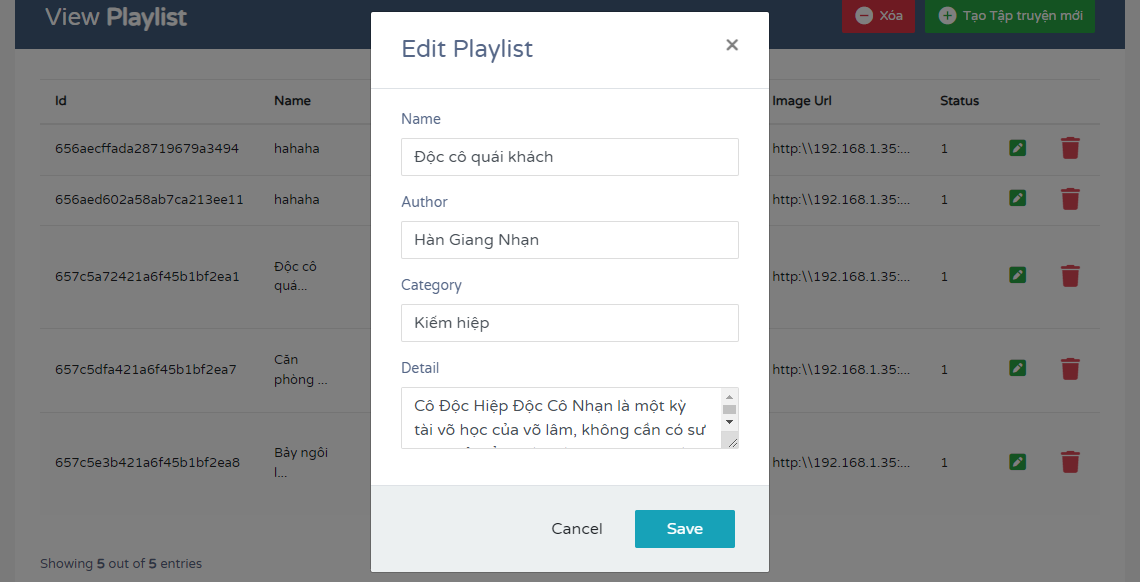 View Playlist
Xóa
Tạo Tập truyện mới
Id
Name
Image Url
Status
656aecffada28719679a3494
hahaha
http:\\192.168.1.35:...
1
656aed602a58ab7ca213ee11
hahaha
http:\\192.168.1.35:...
1
657c5a72421a6f45b1bf2ea1
Độc cô
quá...
http:\\192.168.1.35:...
1
657c5dfa421a6f45b1bf2ea7
Căn
phòng ...
http:\\192.168.1.35:...
1
657c5e3b421a6f45b1bf2ea8
Bảy ngôi
l...
http:\\192.168.1.35:...
1
Showing 5 out of 5 entries
Edit Playlist
×
Name
Độc cô quái khách
Author
Hàn Giang Nhạn
Category
Kiếm hiệp
Detail
Cô Độc Hiệp Độc Cô Nhạn là một kỳ
tài võ học của võ lâm, không cần có sư
Cancel
Save